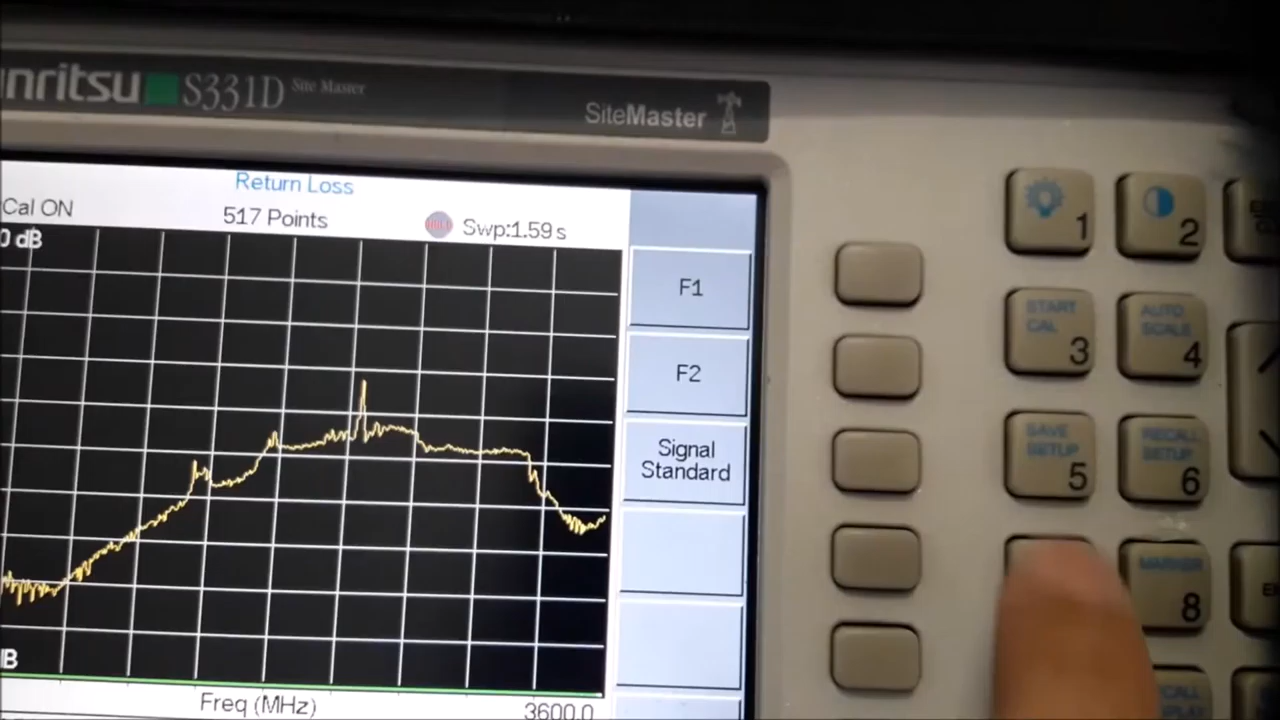 nritsu S331D Site Master
SiteMaster
Return Loss
Cal ON
517 Points
HOLD
Swp:1.59 s
0 dB
F1
F2
Signal
Standard
Freq (MHz)
3600.0
1
2
START
CAL
3
AUTO
SCALE
4
SAVE
SETUP
5
RECALL
SETUP
6
MARKER
8